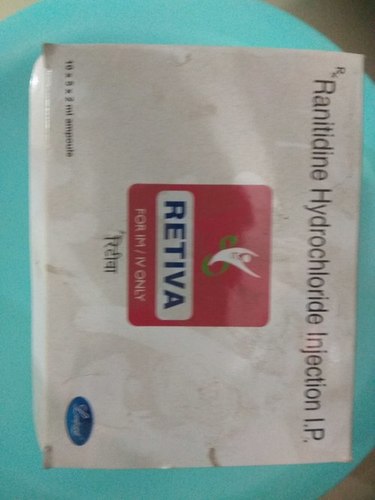 Rx
Ranitidine Hydrochloride Injection I.P.
RETIVA
FOR IM / IV ONLY
10 x 5 x 2 ml ampoule